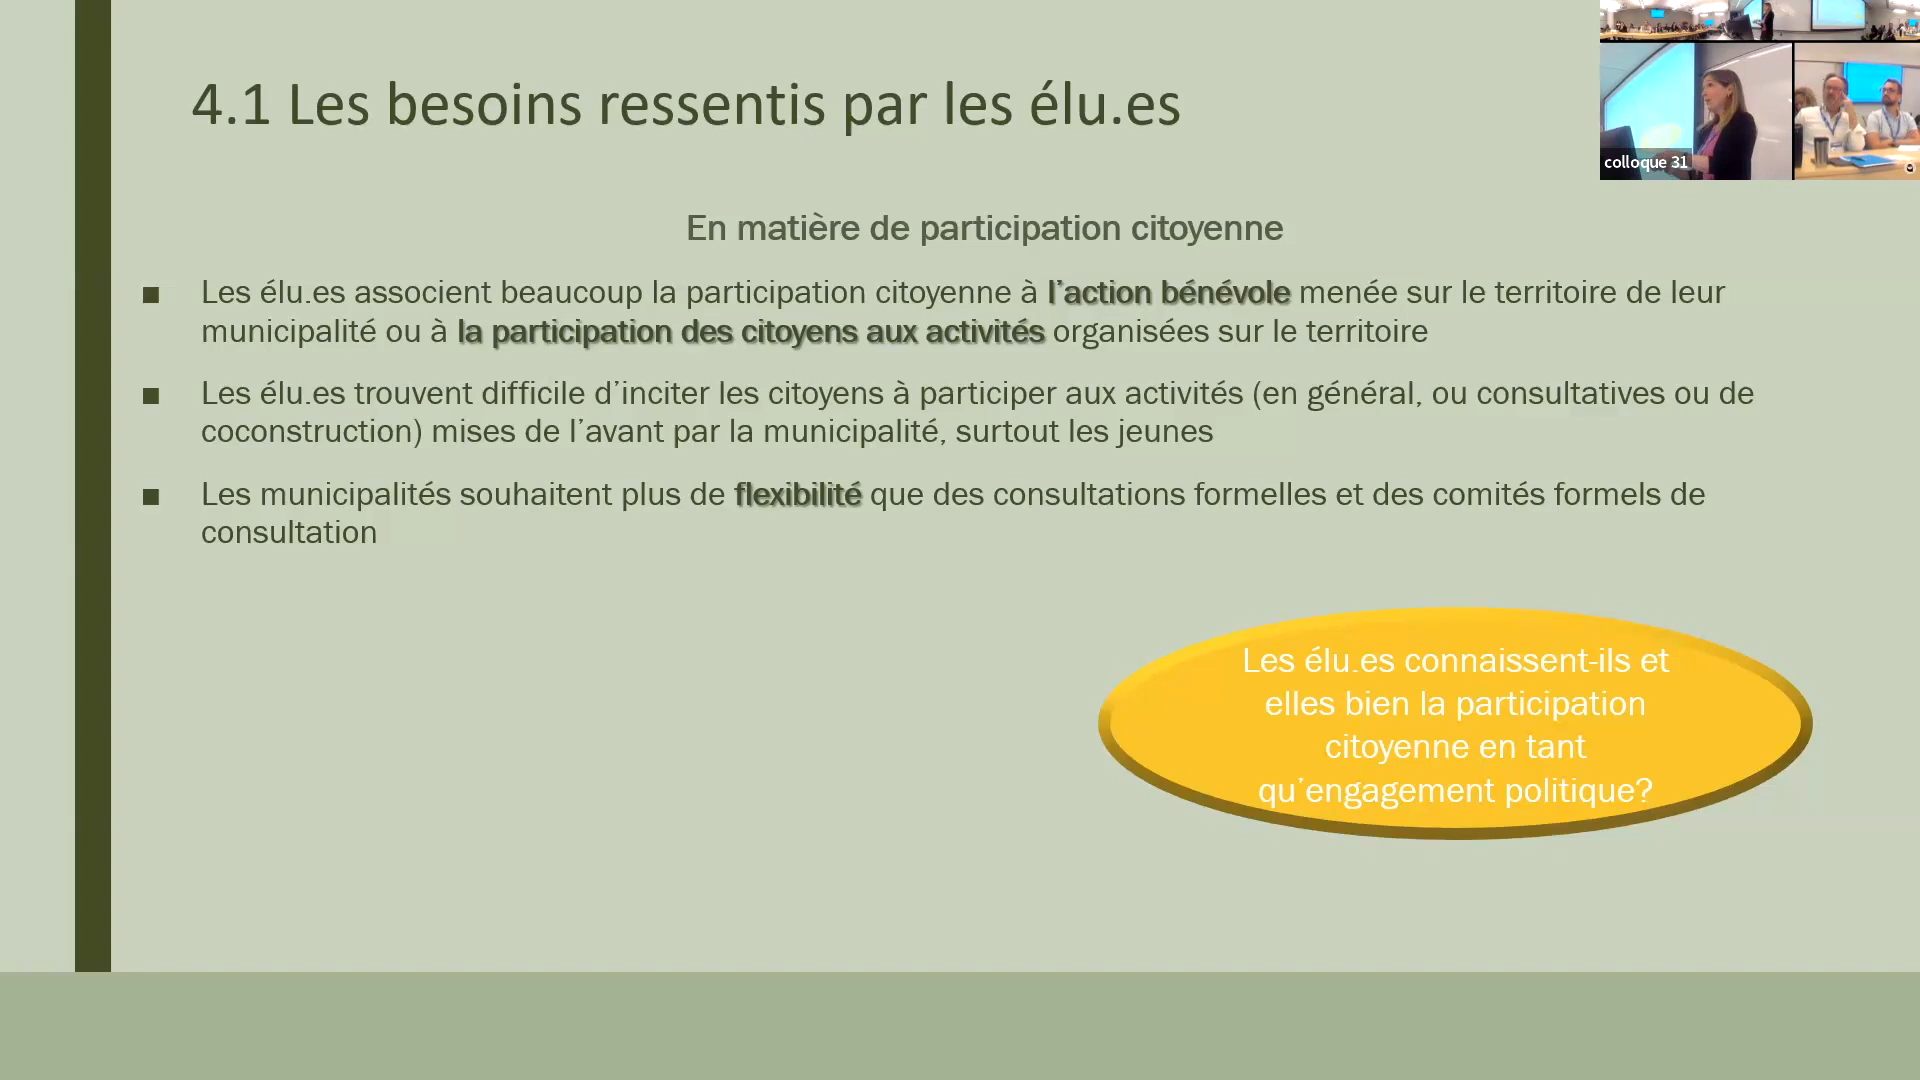 4.1 Les besoins ressentis par les élu.es
colloque 31
En matière de participation citoyenne
■ Les élu.es associent beaucoup la participation citoyenne à l’action bénévole menée sur le territoire de leur
municipalité ou à la participation des citoyens aux activités organisées sur le territoire
■ Les élu.es trouvent difficile d’inciter les citoyens à participer aux activités (en général, ou consultatives ou de
coconstruction) mises de l’avant par la municipalité, surtout les jeunes
■ Les municipalités souhaitent plus de flexibilité que des consultations formelles et des comités formels de
consultation
Les élu.es connaissent-ils et
elles bien la participation
citoyenne en tant
qu’engagement politique?